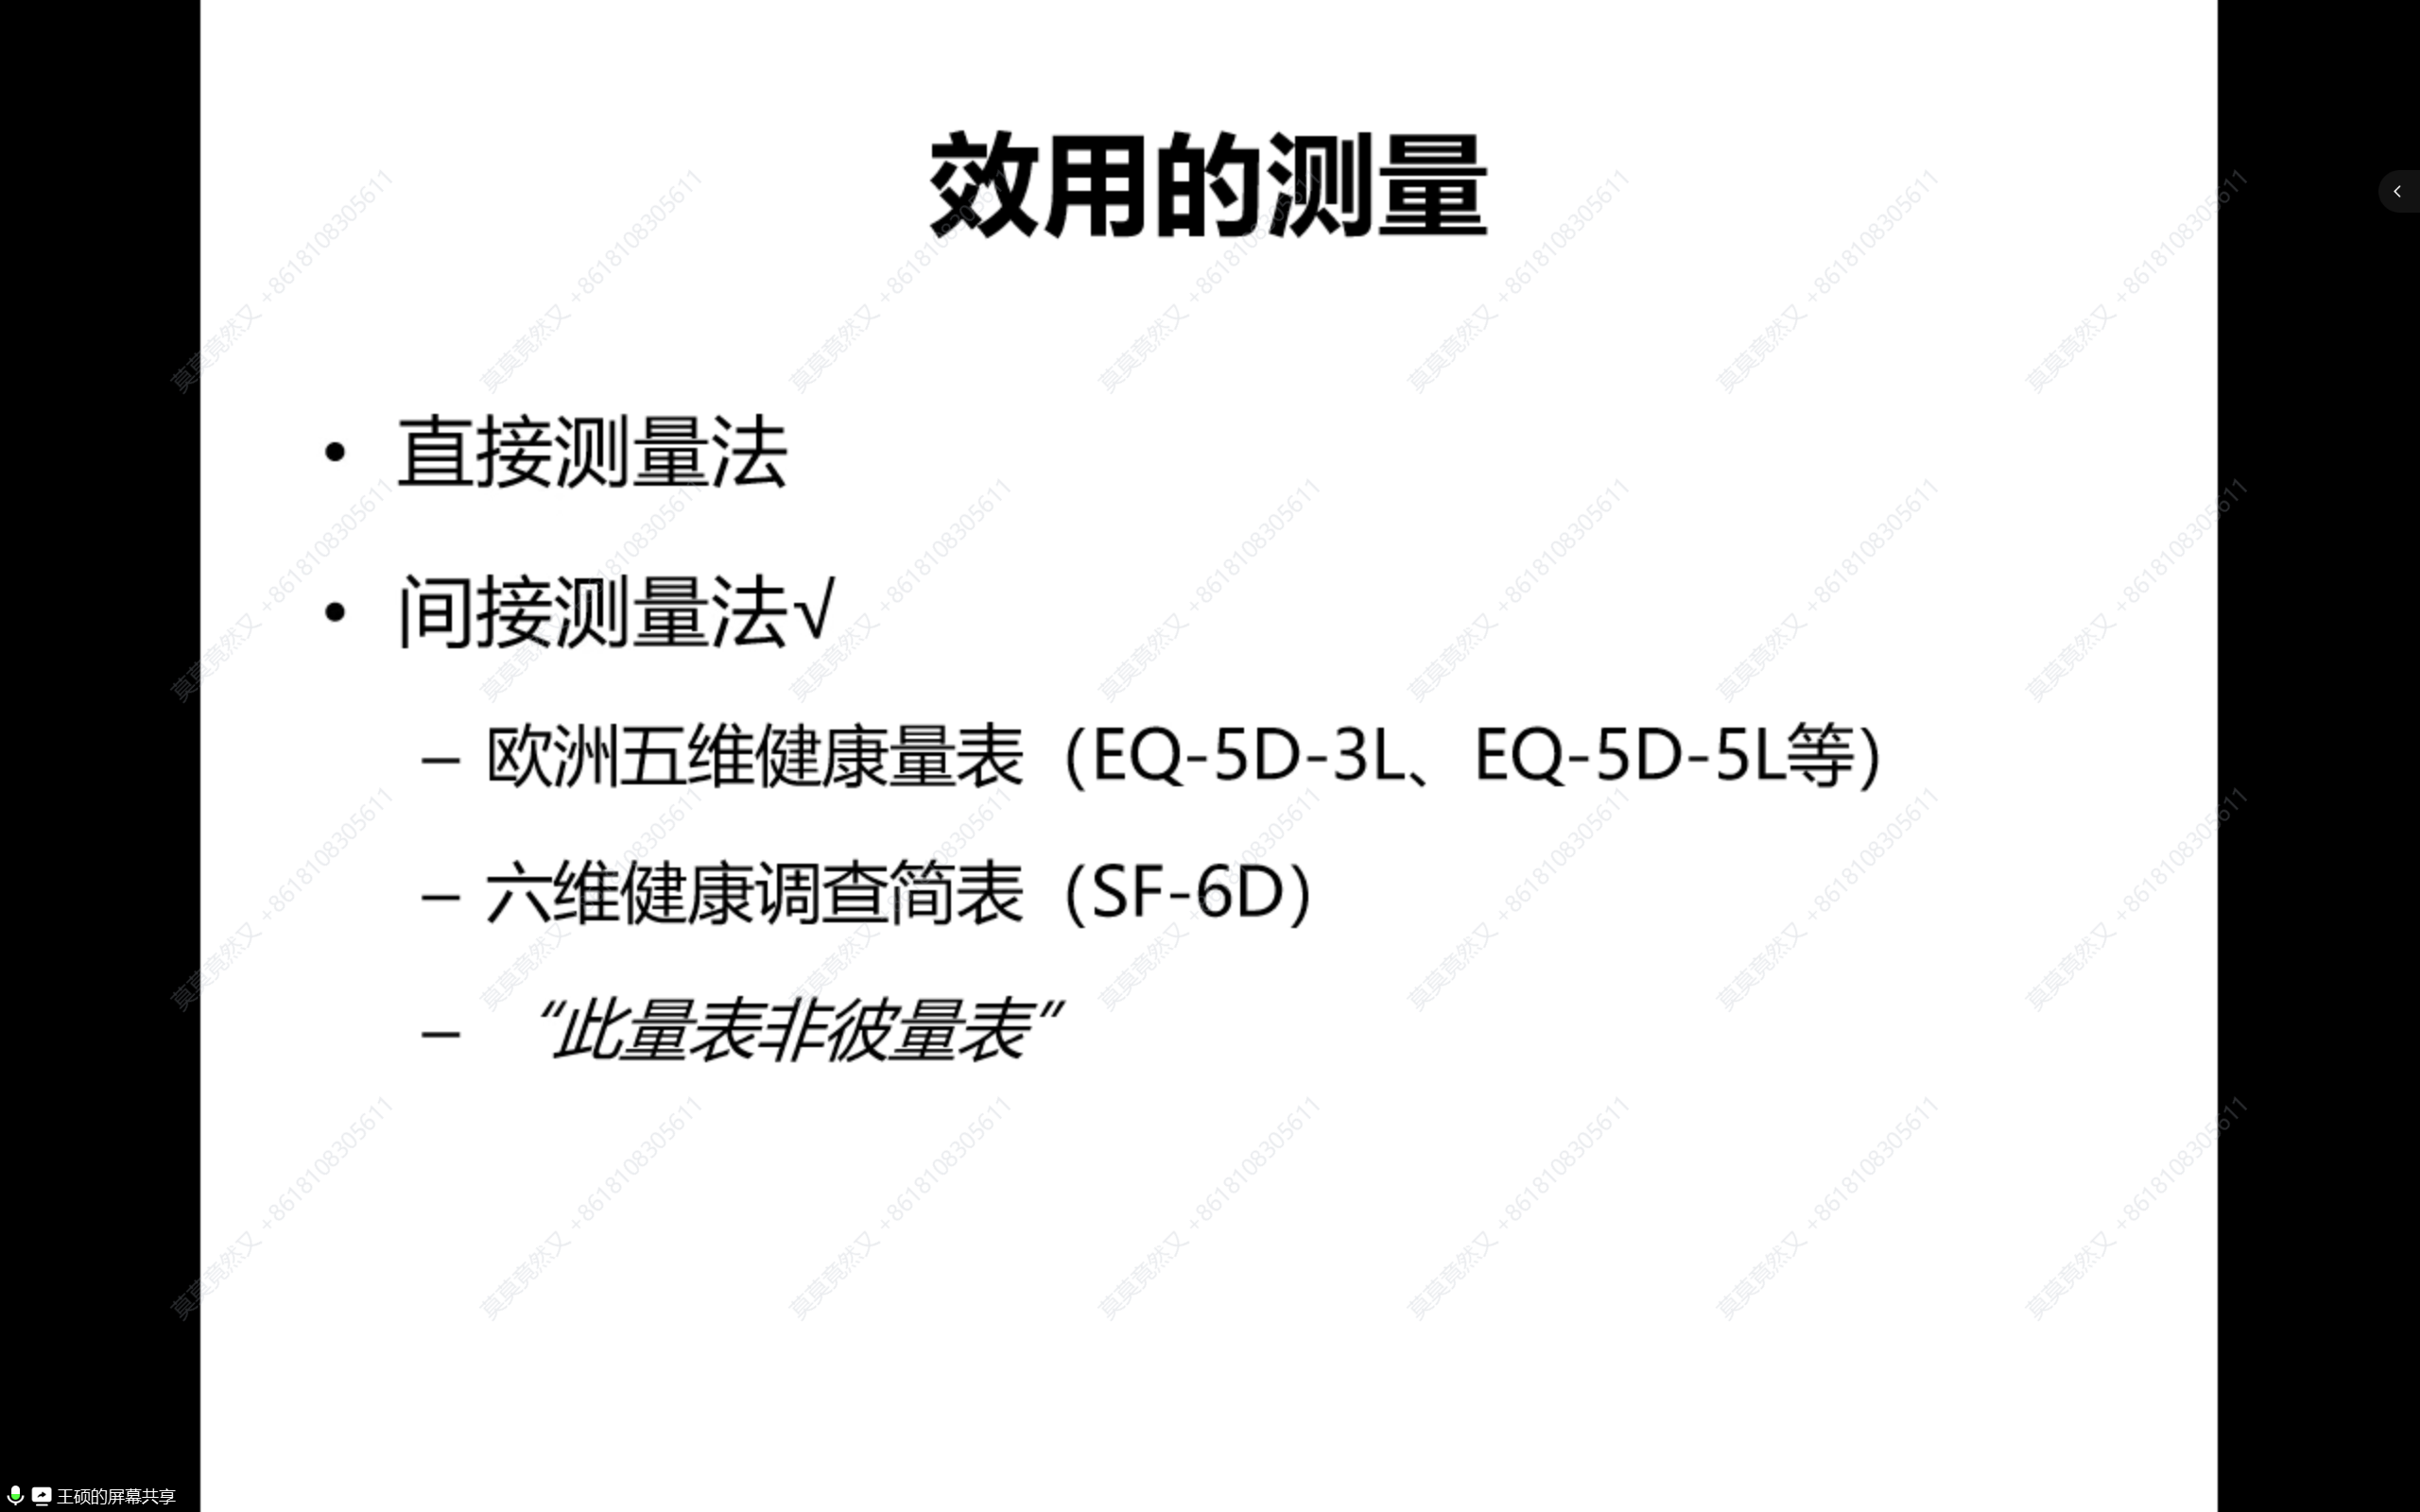 效用的测量
• 直接测量法
• 间接测量法√
– 欧洲五维健康量表（EQ-5D-3L、EQ-5D-5L等）
– 六维健康调查简表（SF-6D）
– “此量表非彼量表”
莫莫竟然又 +8618108305611
王硕的屏幕共享